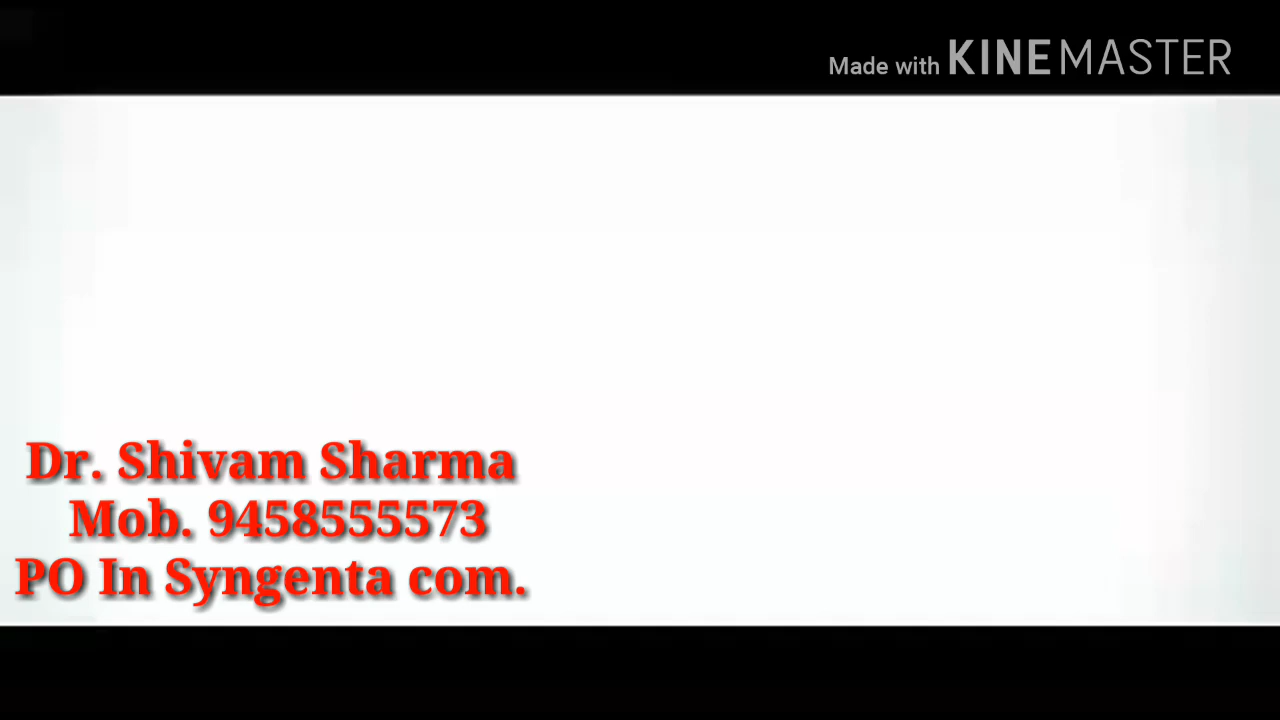 Made with KINEMASTER
Dr. Shivam Sharma
Mob. 9458555573
PO In Syngenta com.